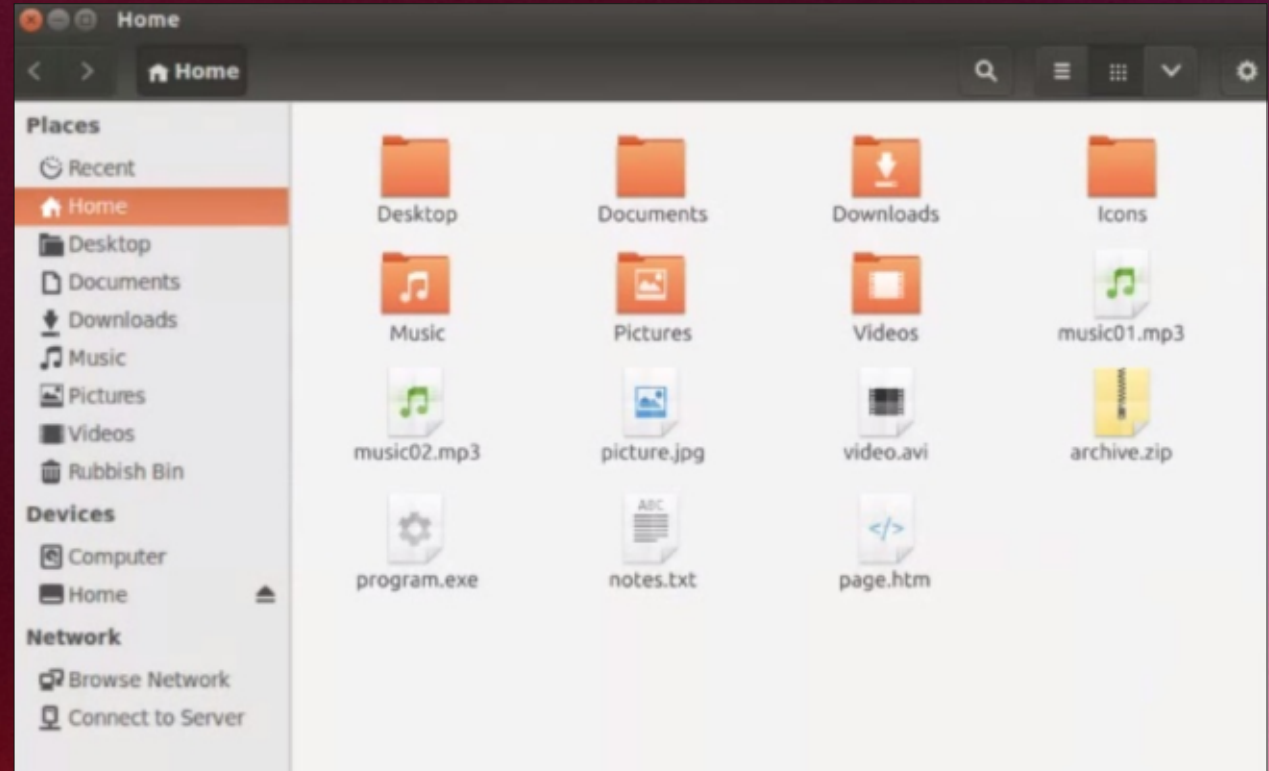 Home
Home
Places
Recent
Home
Desktop
Documents
Downloads
Music
Pictures
Videos
Rubbish Bin
Devices
Computer
Home
Network
Browse Network
Connect to Server
Desktop Documents Downloads Icons
Music Pictures Videos music01.mp3
music02.mp3 picture.jpg video.avi archive.zip
ABC
program.exe notes.txt page.htm